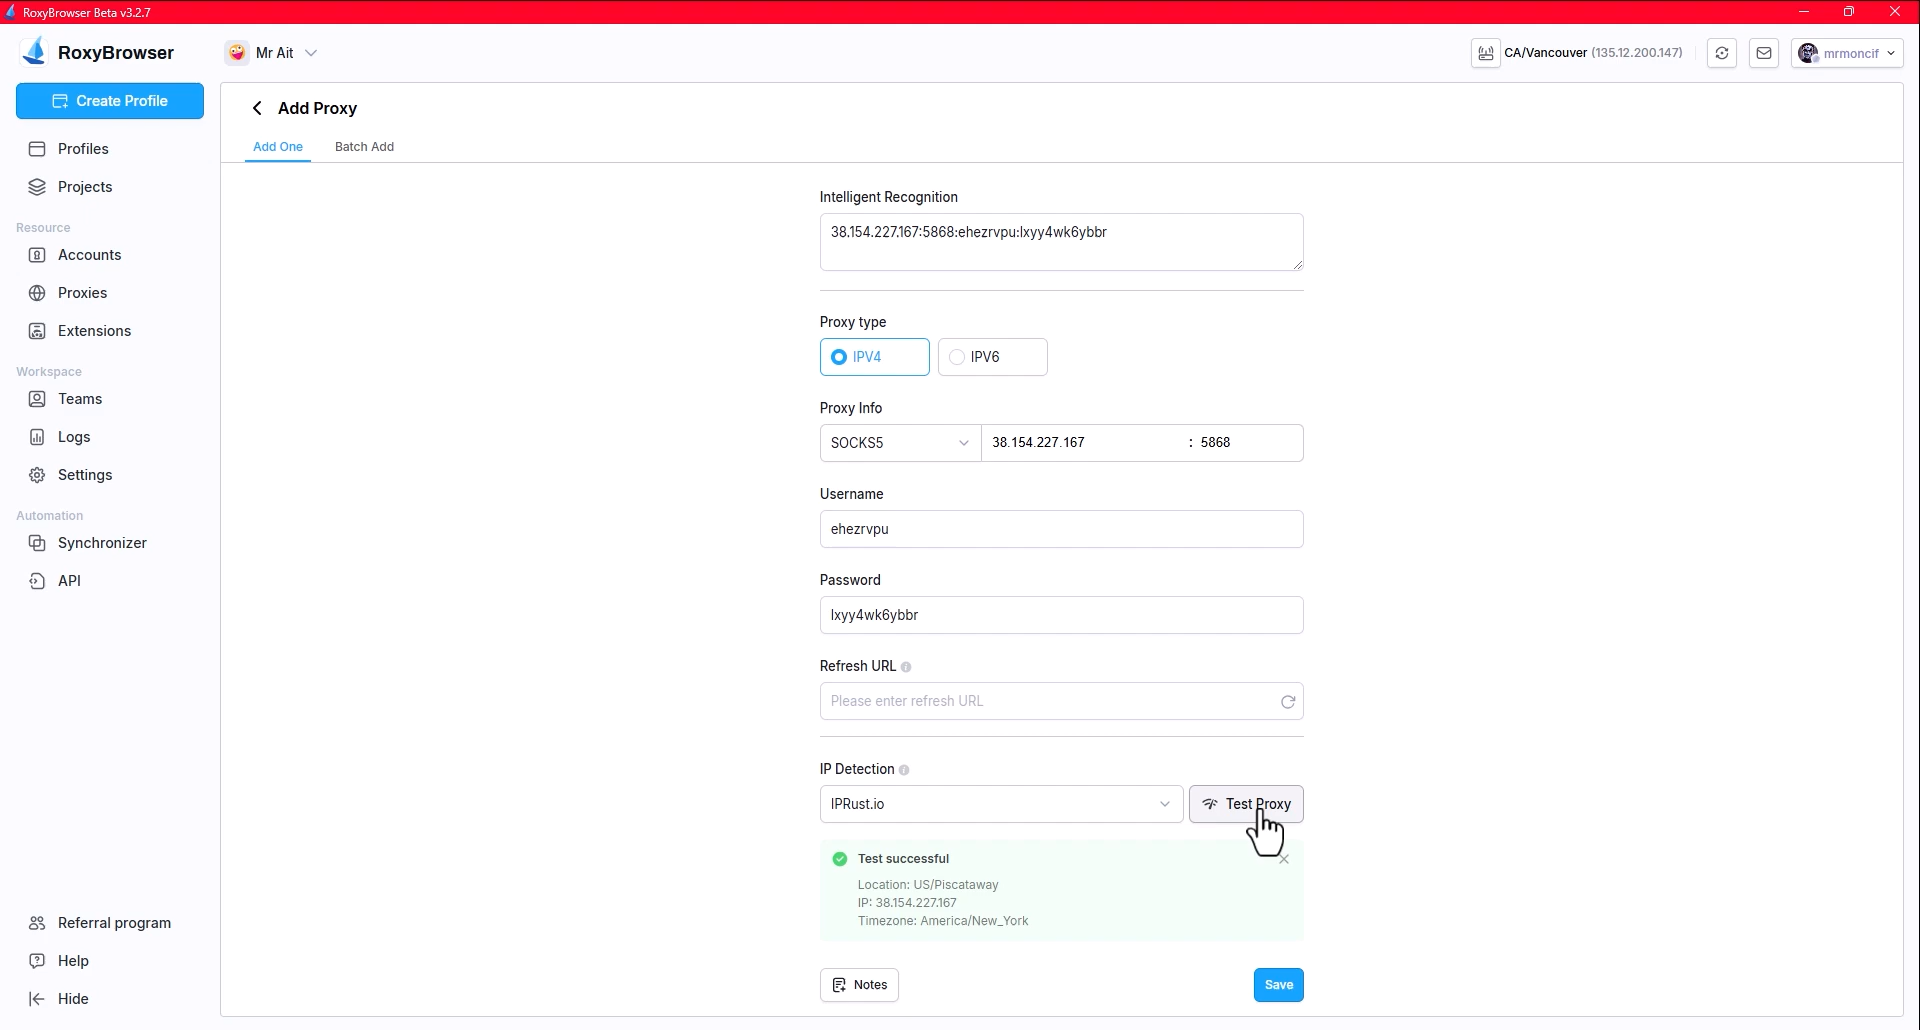 RoxyBrowser Beta v3.2.7
RoxyBrowser
Mr Ait
CA/Vancouver (135.12.200.147)
mrmoncif
Create Profile
Profiles
Projects
Resource
Accounts
Proxies
Extensions
Workspace
Teams
Logs
Settings
Automation
Synchronizer
API
Referral program
Help
Hide
Add Proxy
Add One
Batch Add
Intelligent Recognition
38.154.227.167:5868:ehezrvpu:lxyy4wk6ybbr
Proxy type
IPV4
IPV6
Proxy Info
SOCKS5
38.154.227.167 : 5868
Username
ehezrvpu
Password
lxyy4wk6ybbr
Refresh URL
Please enter refresh URL
IP Detection
IPRust.io
Test Proxy
Test successful
Location: US/Piscataway
IP: 38.154.227.167
Timezone: America/New_York
Notes
Save